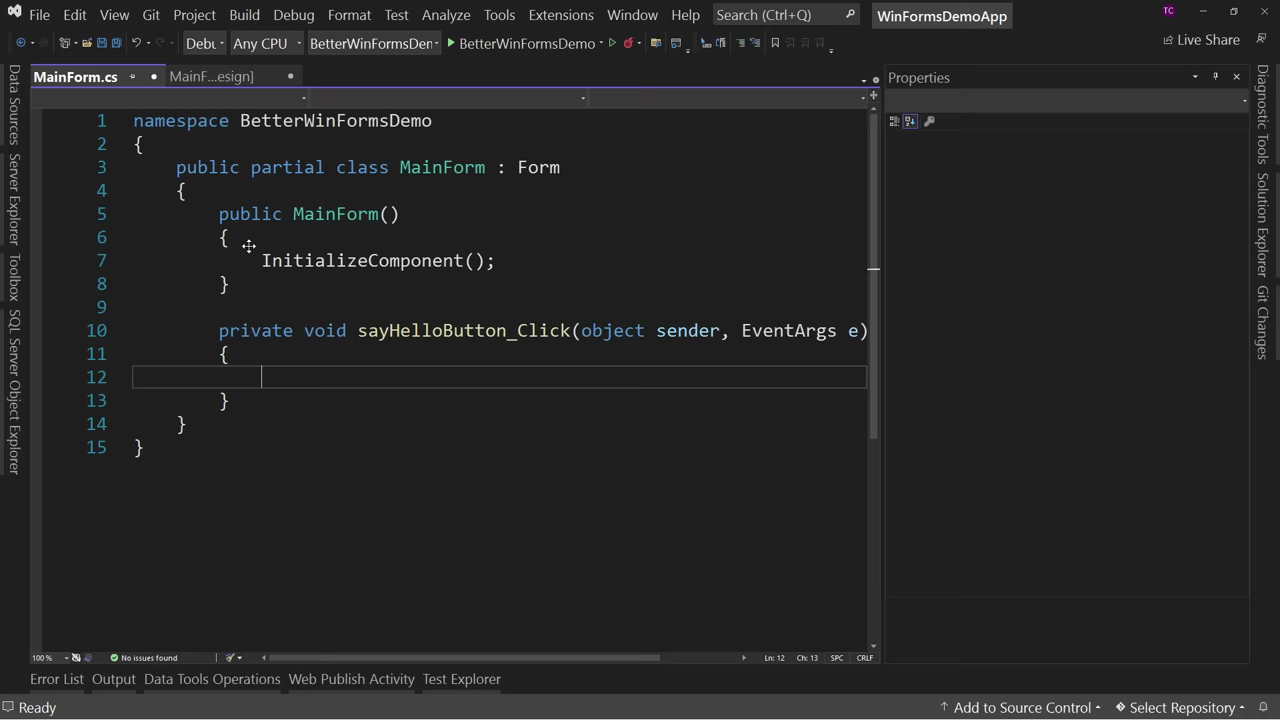 File Edit View Git Project Build Debug Format Test Analyze Tools Extensions Window Help Search (Ctrl+Q) WinFormsDemoApp TC
Debu Any CPU BetterWinFormsDen BetterWinFormsDemo Live Share
MainForm.cs MainF...esign]
Properties
Data Sources
Server Explorer
Toolbox
SQL Server Object Explorer
1 namespace BetterWinFormsDemo
2 {
3 public partial class MainForm : Form
4 {
5 public MainForm()
6 {
7 InitializeComponent();
8 }
9
10 private void sayHelloButton_Click(object sender, EventArgs e)
11 {
12
13 }
14 }
15 }
Diagnostic Tools
Solution Explorer
Git Changes
100 % No issues found Ln: 12 Ch: 13 SPC CRLF
Error List Output Data Tools Operations Web Publish Activity Test Explorer
Ready Add to Source Control Select Repository